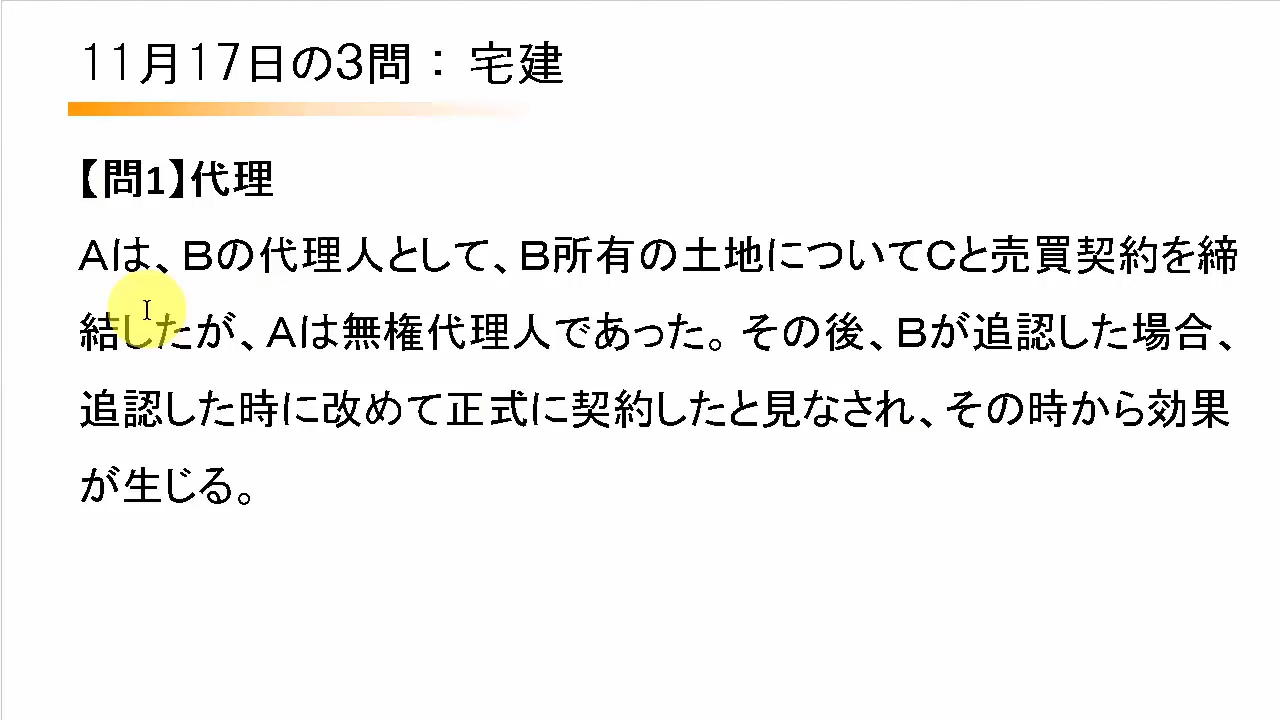 11月17日の3問：宅建
【問1】代理
Ａは、Ｂの代理人として、Ｂ所有の土地についてＣと売買契約を締
結したが、Ａは無権代理人であった。その後、Ｂが追認した場合、
追認した時に改めて正式に契約したと見なされ、その時から効果
が生じる。